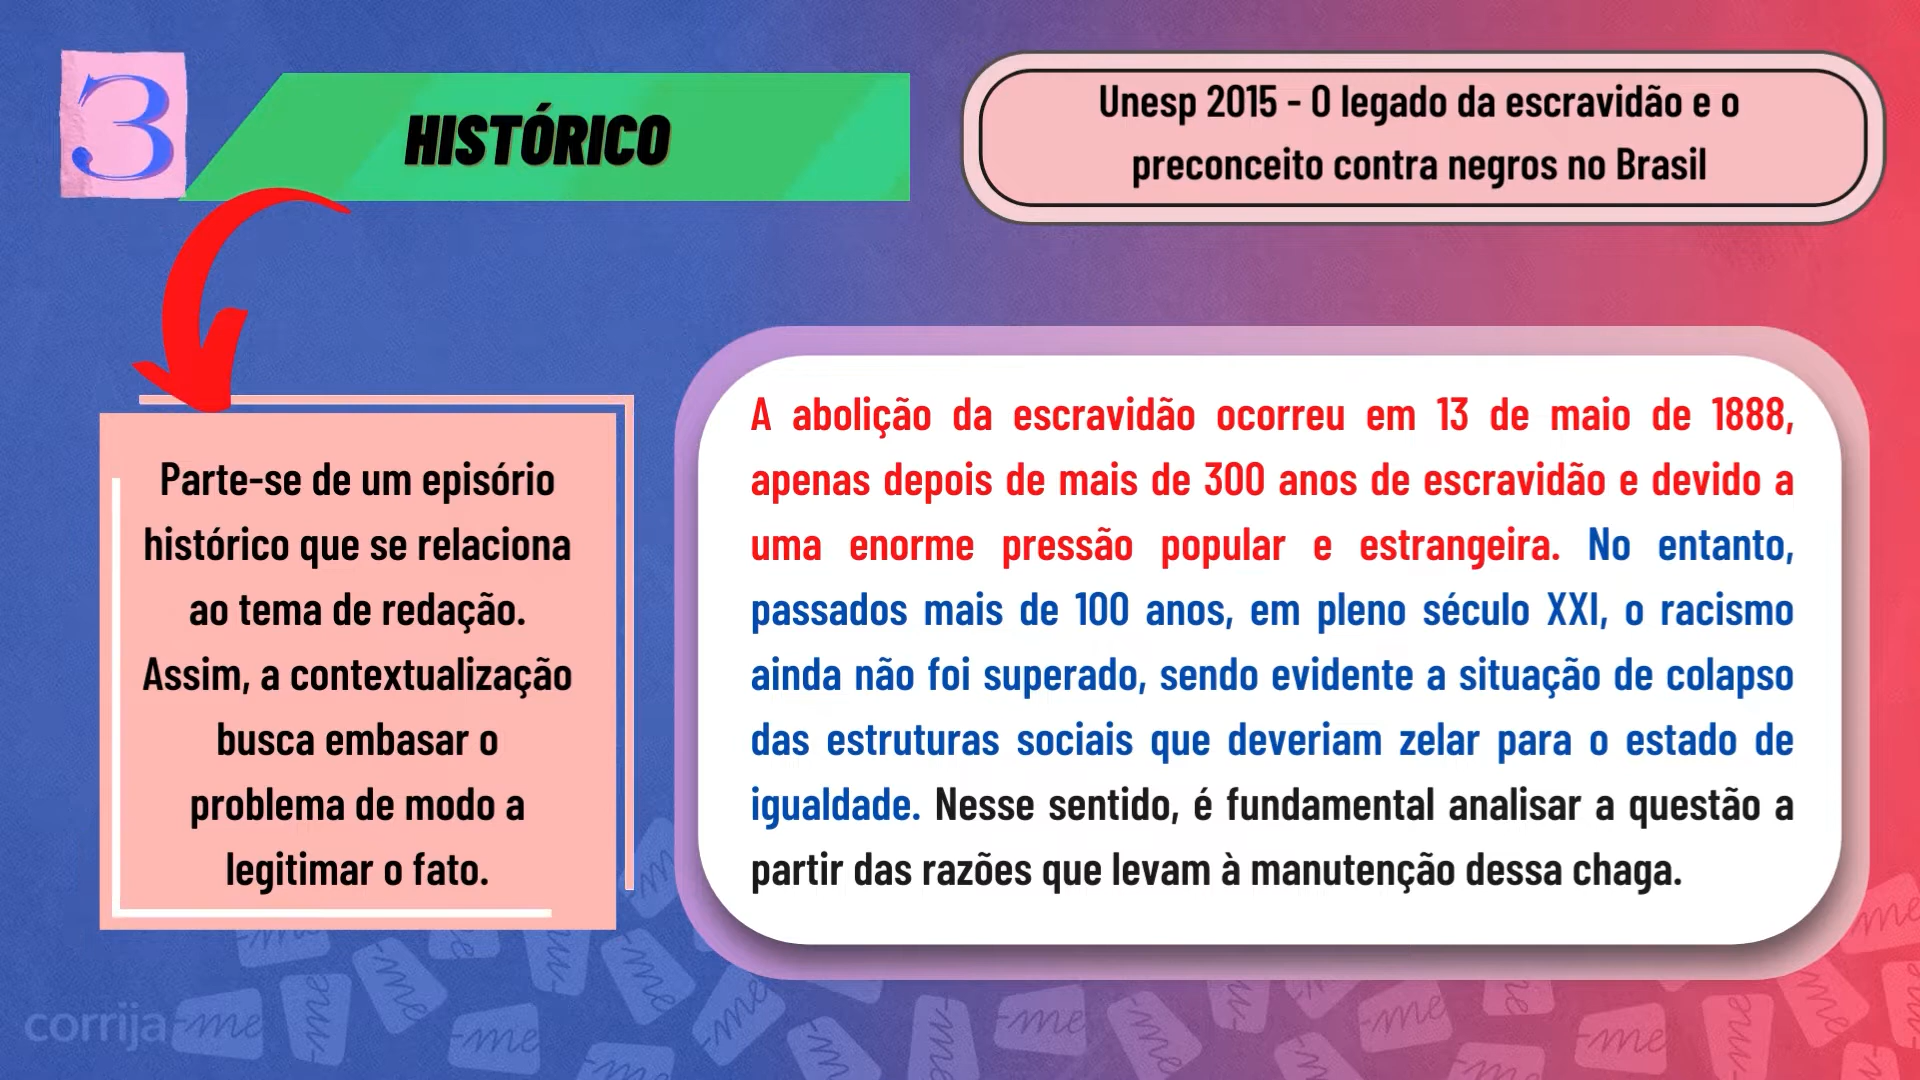 3
HISTÓRICO
Unesp 2015 - O legado da escravidão e o
preconceito contra negros no Brasil
Parte-se de um episório
histórico que se relaciona
ao tema de redação.
Assim, a contextualização
busca embasar o
problema de modo a
legitimar o fato.
A abolição da escravidão ocorreu em 13 de maio de 1888,
apenas depois de mais de 300 anos de escravidão e devido a
uma enorme pressão popular e estrangeira. No entanto,
passados mais de 100 anos, em pleno século XXI, o racismo
ainda não foi superado, sendo evidente a situação de colapso
das estruturas sociais que deveriam zelar para o estado de
igualdade. Nesse sentido, é fundamental analisar a questão a
partir das razões que levam à manutenção dessa chaga.
corrija-me